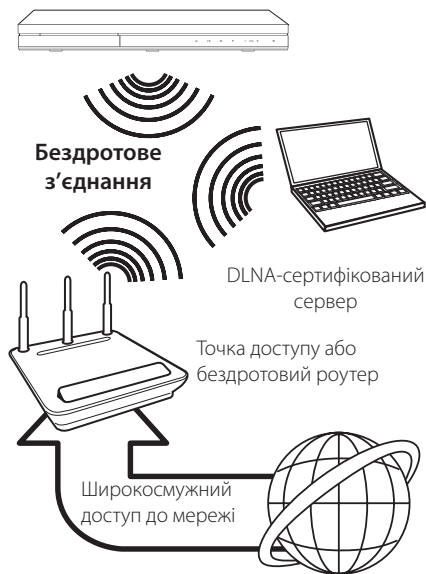 Бездротове
з’єднання
DLNA-сертифікований
сервер
Точка доступу або
бездротовий роутер
Широкосмужний
доступ до мережі